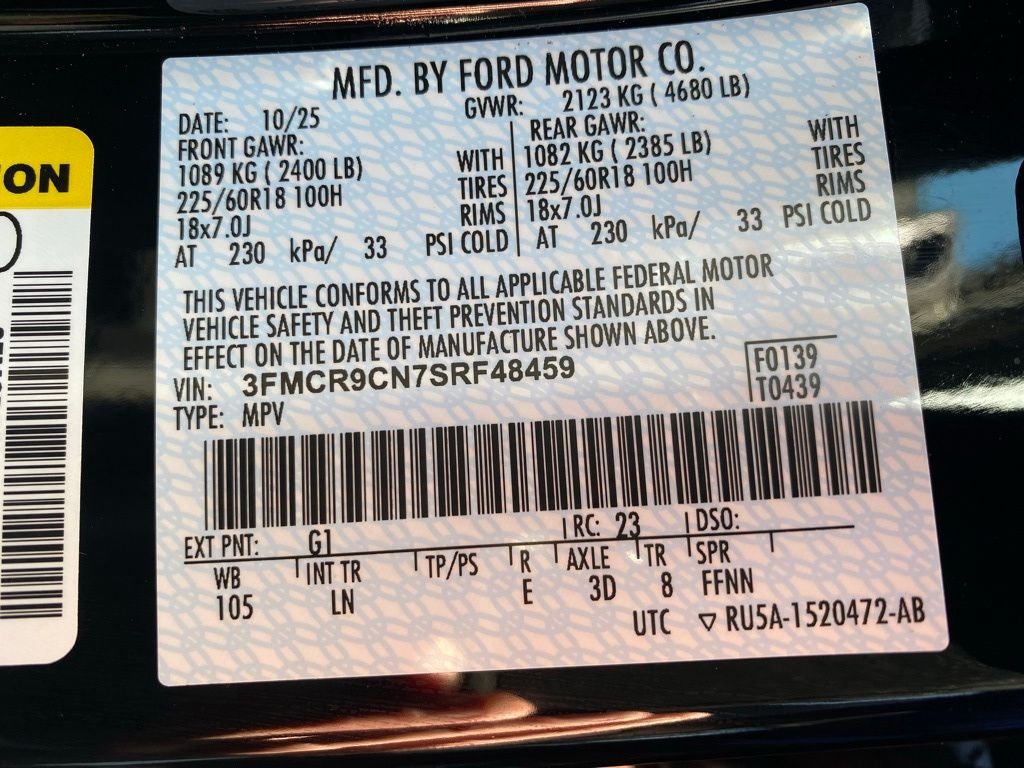 MFD. BY FORD MOTOR CO.
DATE: 10/25 GVWR: 2123 KG ( 4680 LB)
FRONT GAWR:
1089 KG ( 2400 LB) WITH
225/60R18 100H TIRES
18x7.0J RIMS
AT 230 kPa/ 33 PSI COLD
REAR GAWR:
1082 KG ( 2385 LB) WITH
225/60R18 100H TIRES
18x7.0J RIMS
AT 230 kPa/ 33 PSI COLD
THIS VEHICLE CONFORMS TO ALL APPLICABLE FEDERAL MOTOR
VEHICLE SAFETY AND THEFT PREVENTION STANDARDS IN
EFFECT ON THE DATE OF MANUFACTURE SHOWN ABOVE.
VIN: 3FMCR9CN7SRF48459
TYPE: MPV
F0139
T0439
EXT PNT: G1 RC: 23 DSO:
WB INT TR TP/PS R AXLE TR SPR
105 LN E 3D 8 FFNN
UTC ▽ RU5A-1520472-AB